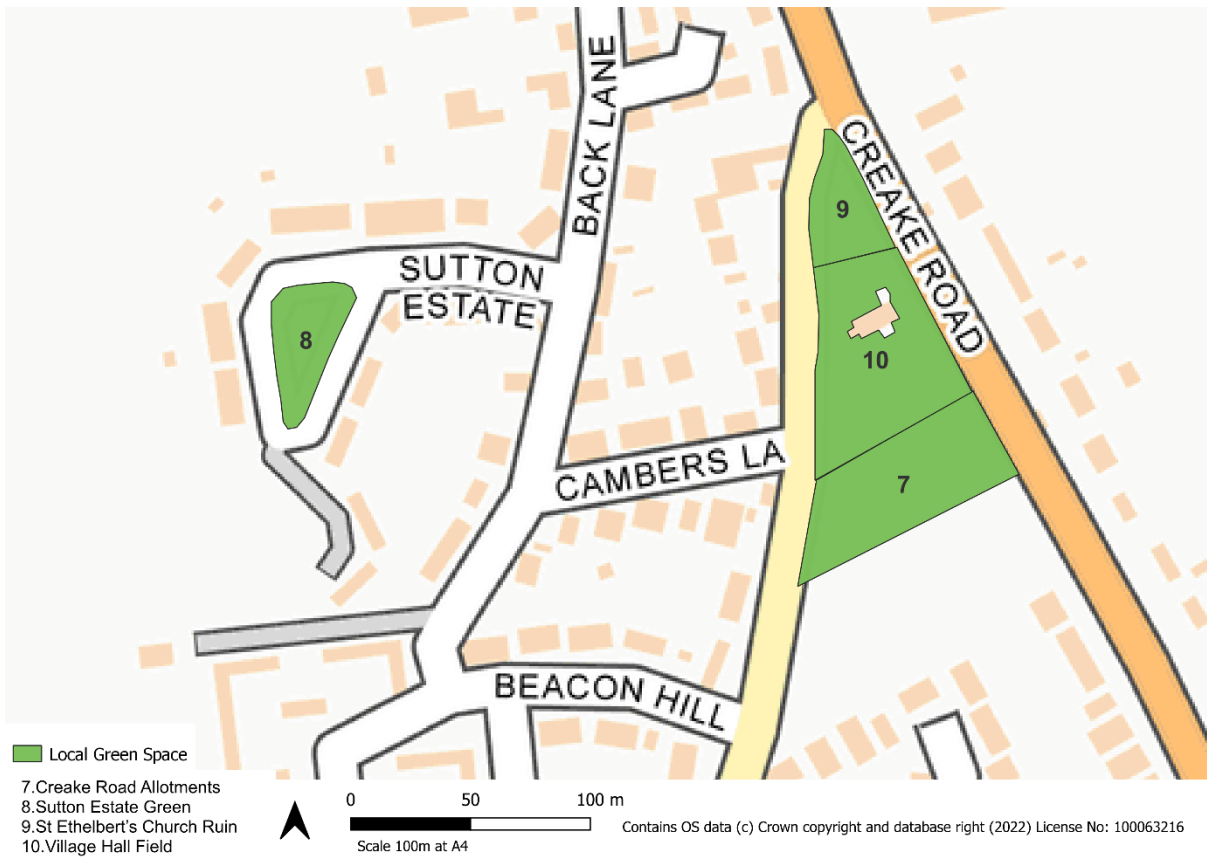 BACK LANE
CREAKE ROAD
9
SUTTON
ESTATE
8
10
CAMBERS LA
7
BEACON HILL
Local Green Space
7.Creake Road Allotments
8.Sutton Estate Green
9.St Ethelbert's Church Ruin
10.Village Hall Field
0 50 100 m
Scale 100m at A4
Contains OS data (c) Crown copyright and database right (2022) License No: 100063216